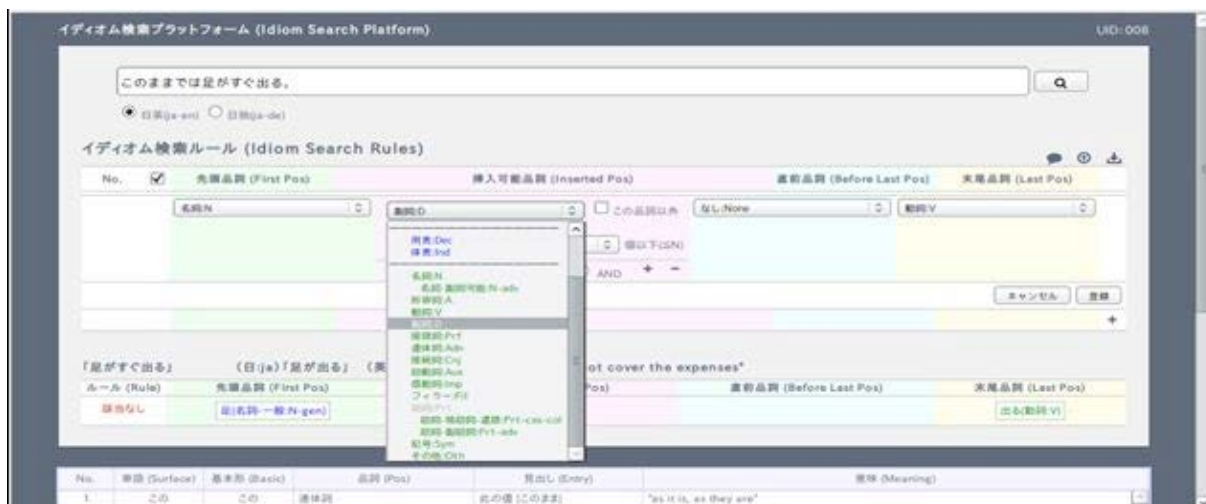 イディオム検索プラットフォーム (Idiom Search Platform) UID: 008
このままでは足がすぐ出る。
日英(ja-en) 日独(ja-de)
イディオム検索ルール (Idiom Search Rules)
No. 先頭品詞 (First Pos) 挿入可能品詞 (Inserted Pos) 直前品詞 (Before Last Pos) 末尾品詞 (Last Pos)
名詞:N 副詞:D この品詞以外 なし:None 動詞:V
用言:Dec 個以下(SN)
体言:Ind
AND + -
名詞:N
名詞-副詞可能:N-adv
形容詞:A キャンセル 登録
動詞:V
副詞:D +
接頭詞:Prf
連体詞:Adn
接続詞:Cnj
「足がすぐ出る」 (日:ja)「足が出る」 (英 ot cover the expenses"
助動詞:Aux
感動詞:Imp
ルール (Rule) 先頭品詞 (First Pos) Pos) 直前品詞 (Before Last Pos) 末尾品詞 (Last Pos)
フィラー:Fil
助詞:Prt
該当なし 足(名詞-一般:N-gen) 出る(動詞:V)
助詞-格助詞-連語:Prt-cas-col
助詞-副助詞:Prt-adv
記号:Sym
その他:Oth
No. 単語 (Surface) 基本形 (Basic) 品詞 (Pos) 見出し (Entry) 意味 (Meaning)
1 この この 連体詞 此の儘 [このまま] "as it is, as they are"